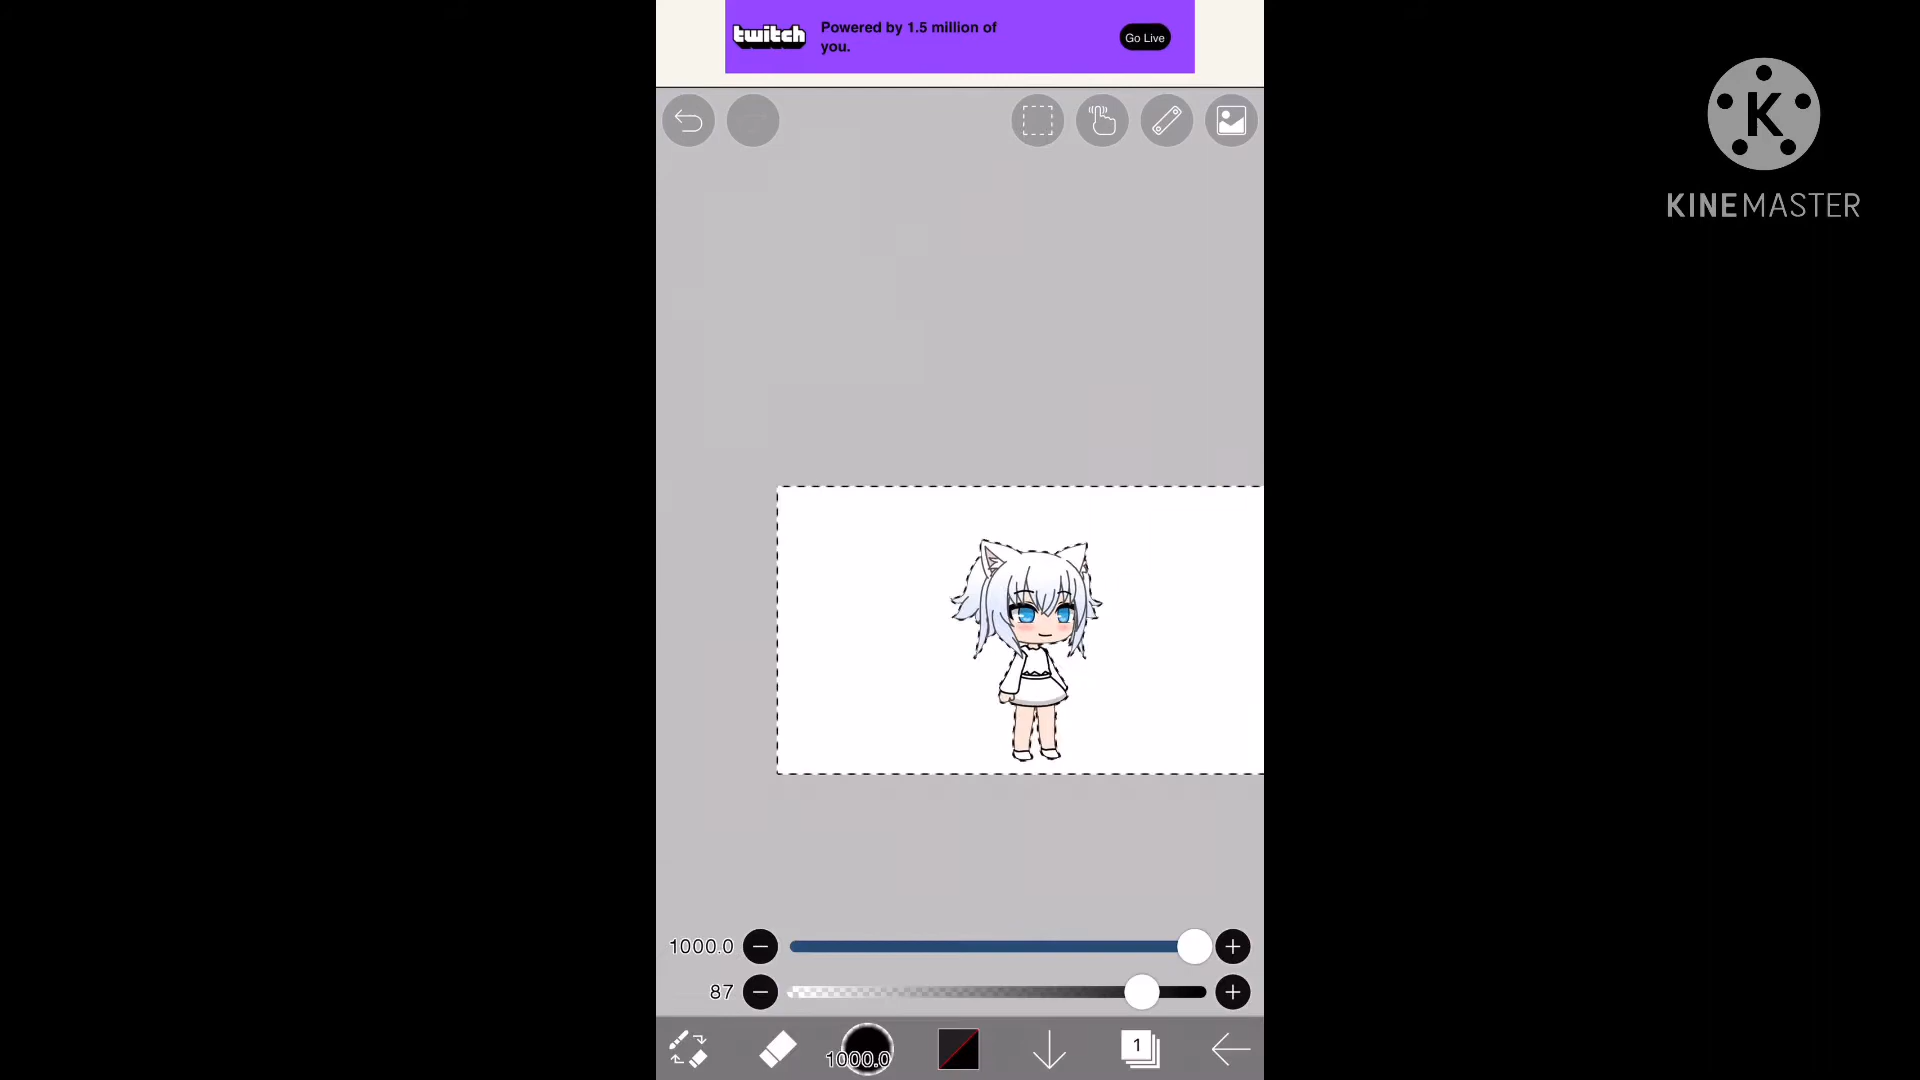 twitch
Powered by 1.5 million of
you.
Go Live
K
KINEMASTER
1000.0
87
1000.0
1